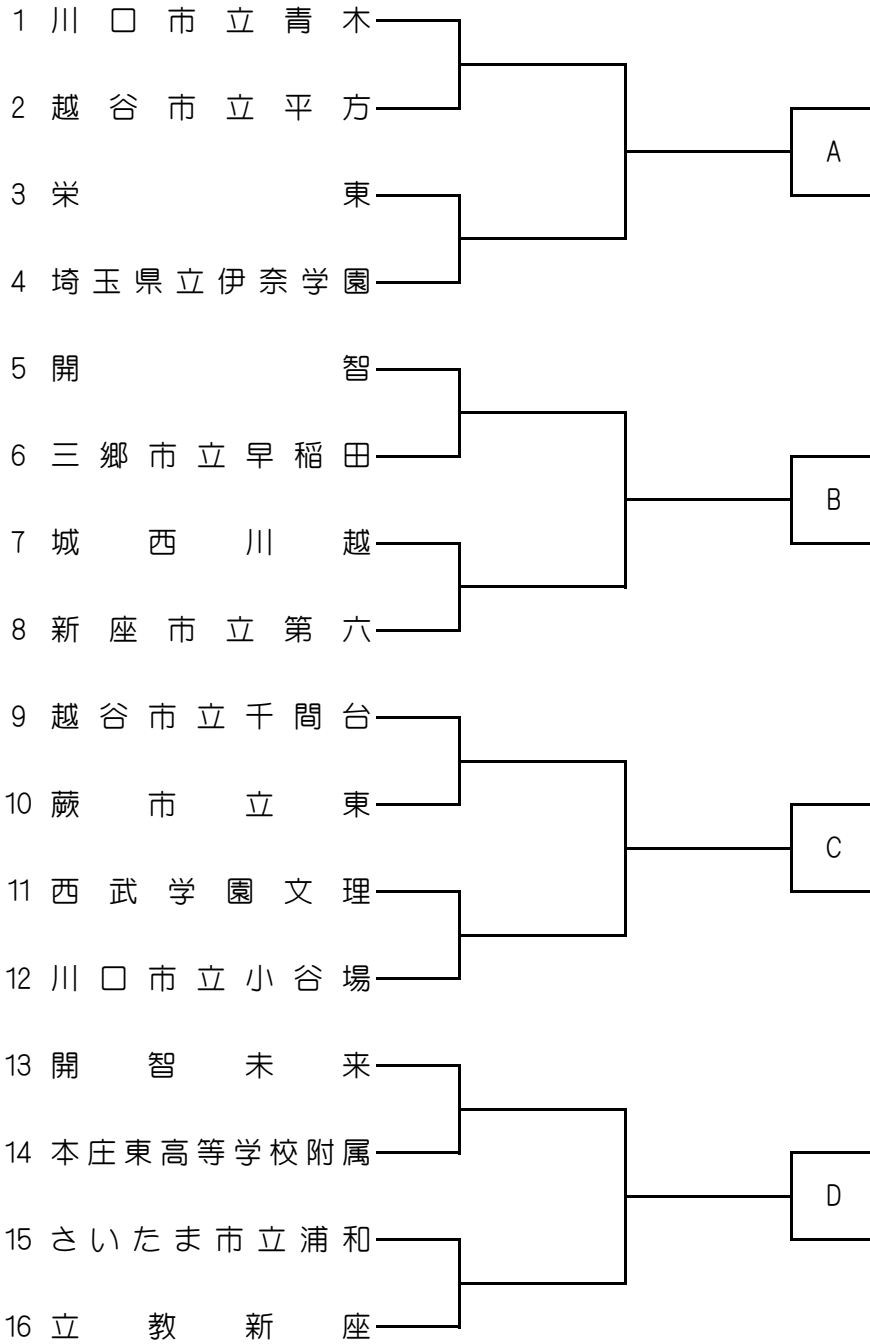 1 川口市立青木
2 越谷市立平方
A
3 栄東
4 埼玉県立伊奈学園
5 開智
6 三郷市立早稲田
B
7 城西川越
8 新座市立第六
9 越谷市立千間台
10 蕨市立東
C
11 西武学園文理
12 川口市立小谷場
13 開智未来
14 本庄東高等学校附属
D
15 さいたま市立浦和
16 立教新座